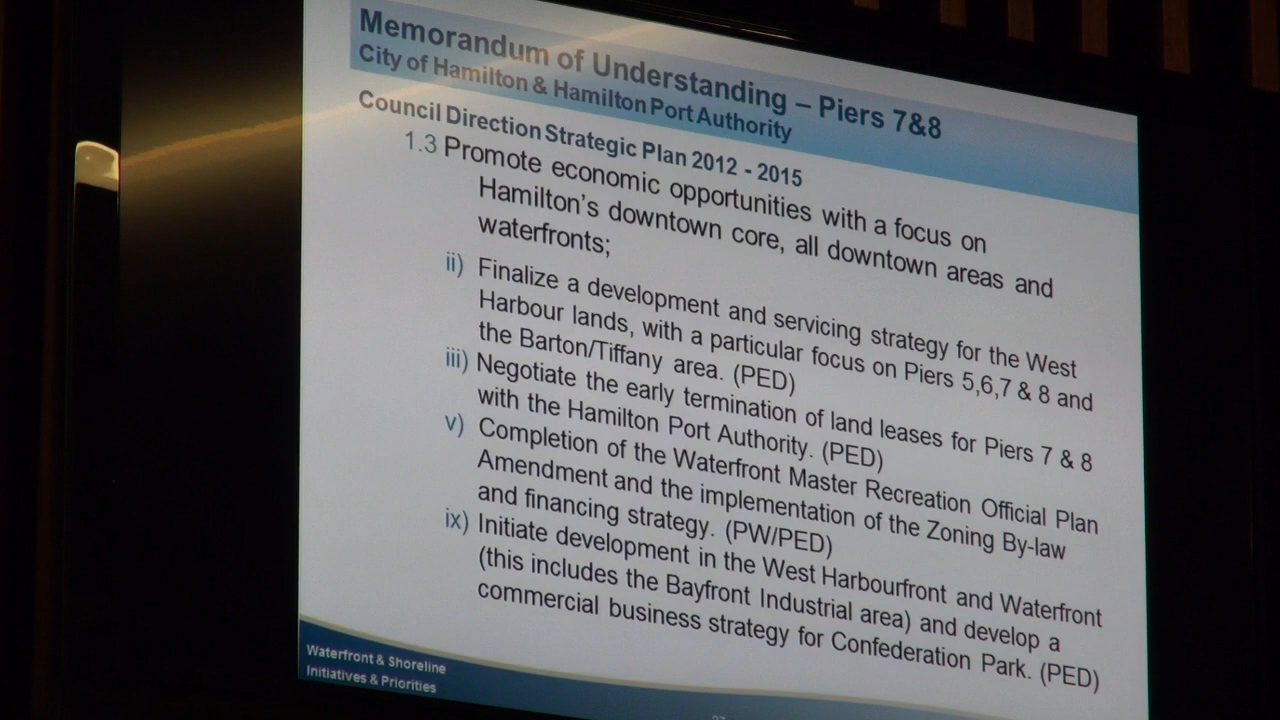 Memorandum of Understanding – Piers 7&8
City of Hamilton & Hamilton Port Authority
Council Direction Strategic Plan 2012 - 2015
1.3 Promote economic opportunities with a focus on
Hamilton's downtown core, all downtown areas and
waterfronts;
ii) Finalize a development and servicing strategy for the West
Harbour lands, with a particular focus on Piers 5,6,7 & 8 and
the Barton/Tiffany area. (PED)
iii) Negotiate the early termination of land leases for Piers 7 & 8
with the Hamilton Port Authority. (PED)
v) Completion of the Waterfront Master Recreation Official Plan
Amendment and the implementation of the Zoning By-law
and financing strategy. (PW/PED)
ix) Initiate development in the West Harbourfront and Waterfront
(this includes the Bayfront Industrial area) and develop a
commercial business strategy for Confederation Park. (PED)
Waterfront & Shoreline
Initiatives & Priorities